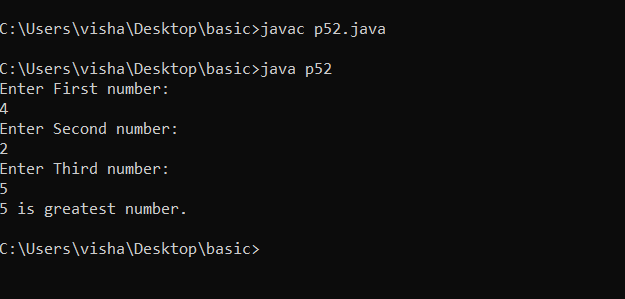 C:\Users\visha\Desktop\basic>javac p52.java
C:\Users\visha\Desktop\basic>java p52
Enter First number:
4
Enter Second number:
2
Enter Third number:
5
5 is greatest number.
C:\Users\visha\Desktop\basic>